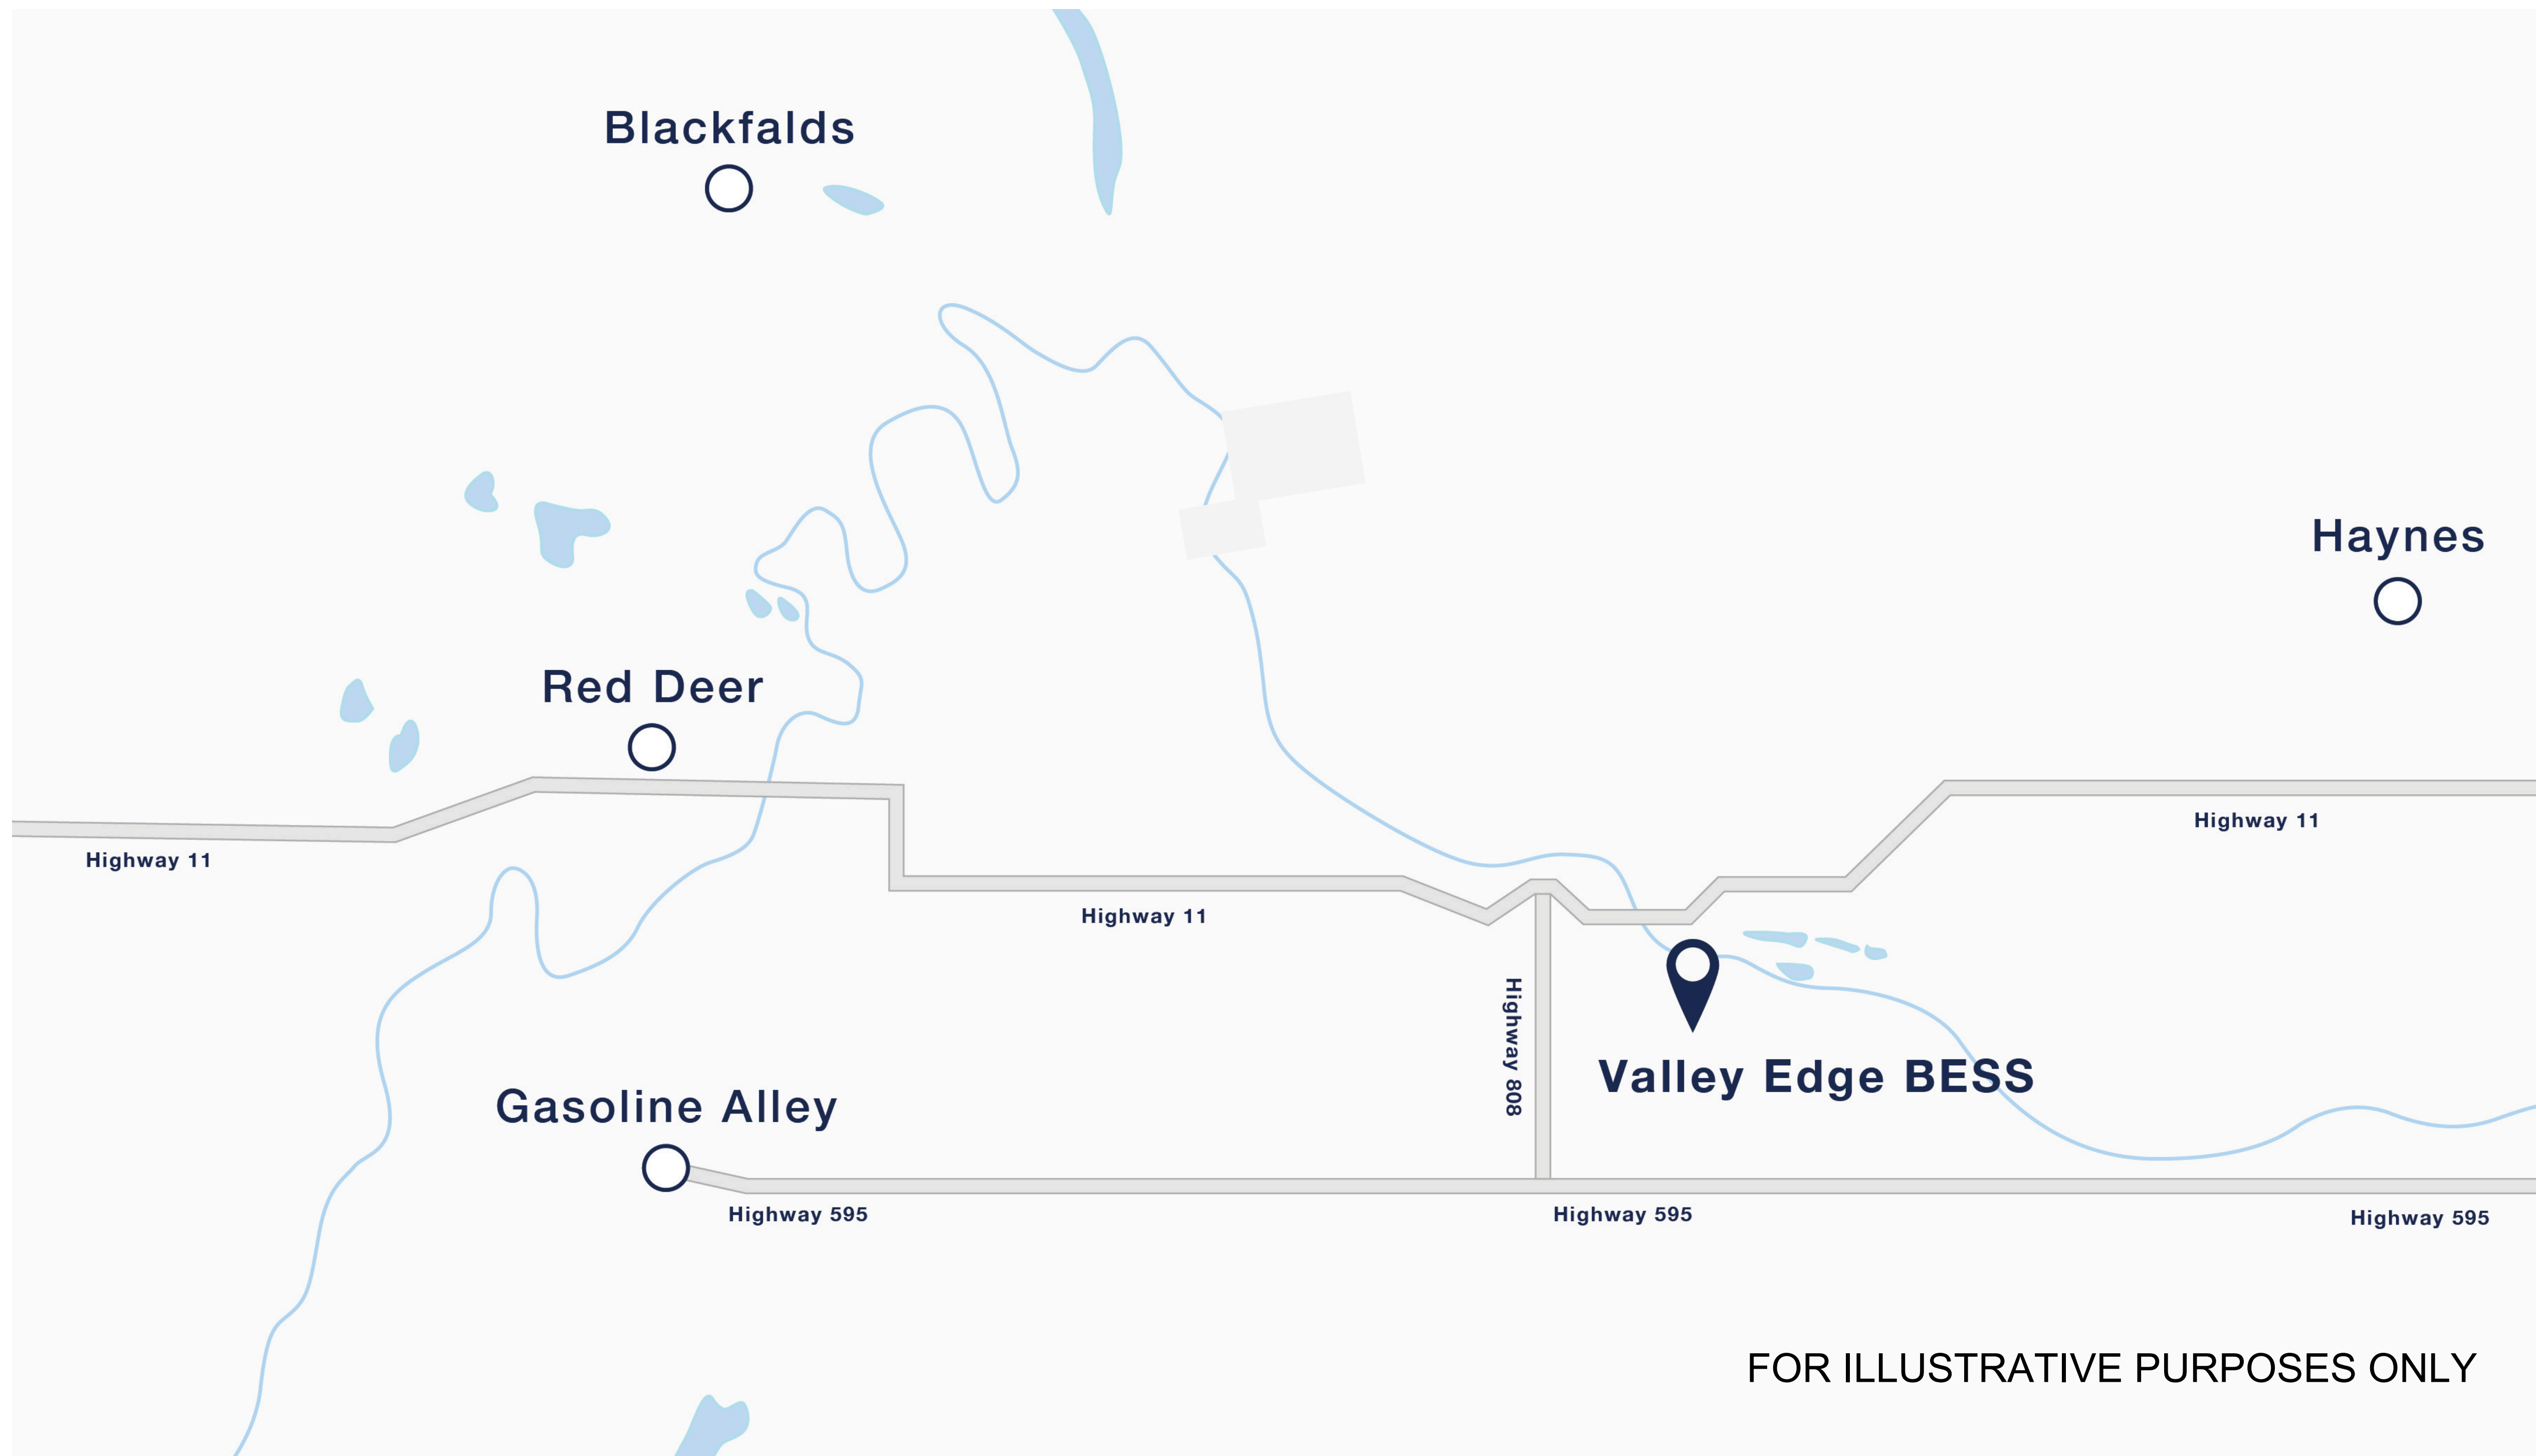 Blackfalds
Haynes
Red Deer
Highway 11
Highway 11
Highway 11
Highway 808
Valley Edge BESS
Gasoline Alley
Highway 595
Highway 595
Highway 595
FOR ILLUSTRATIVE PURPOSES ONLY